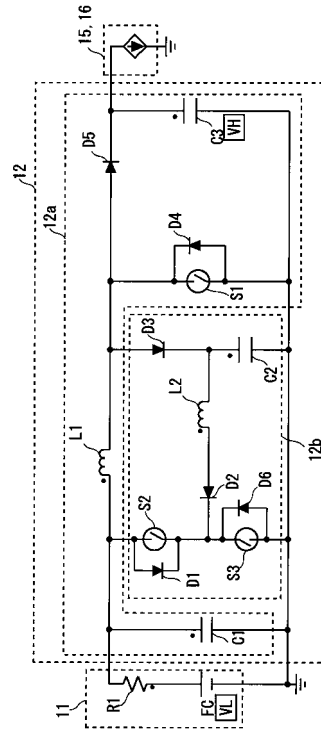 12
12a
15, 16
L1
D5
D3
D4
S1
C3
VH
L2
C2
S2
D1
D2
D6
S3
12b
C1
11
R1
FC
VL